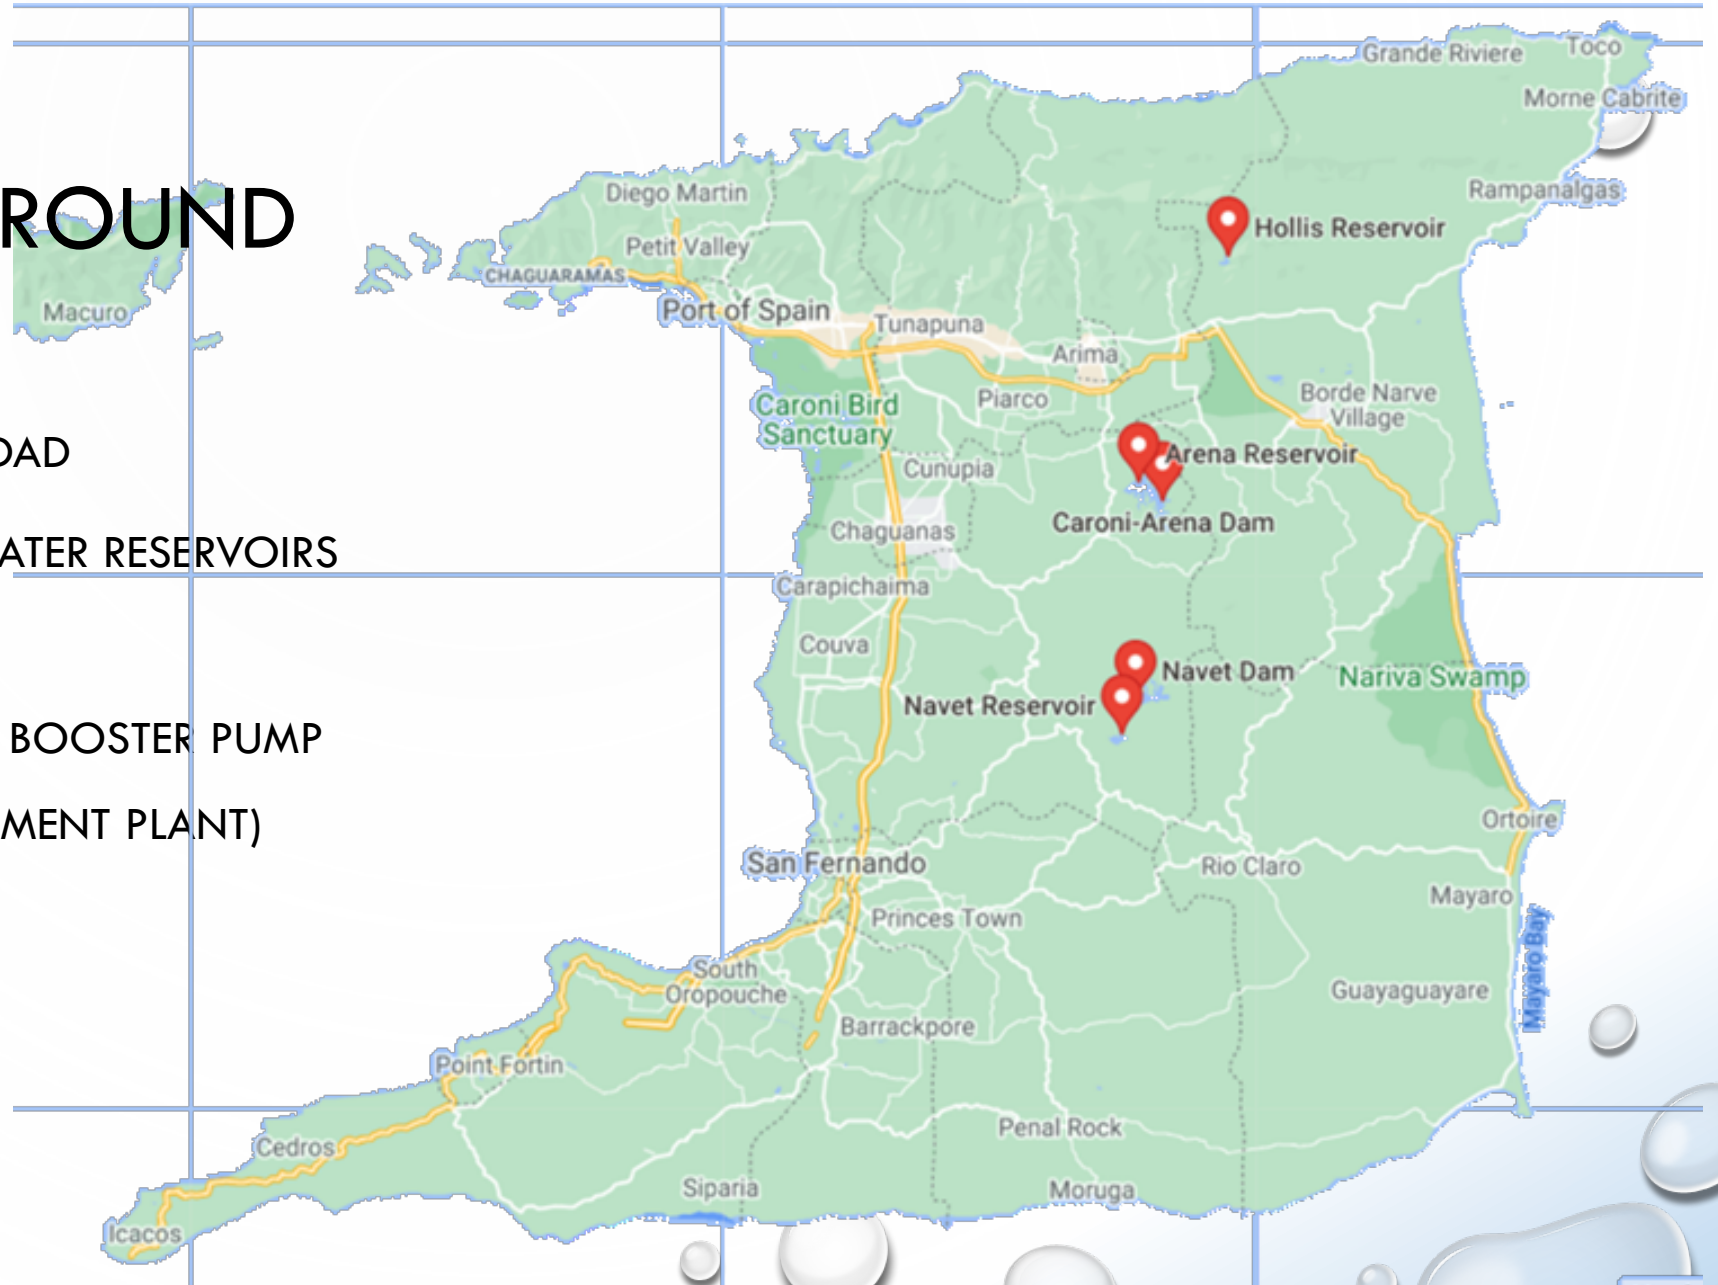 Grande Riviere
Toco
Morne Cabrite
ROUND
Diego Martin
Rampanalgas
Hollis Reservoir
Petit Valley
CHAGUARAMAS
Macuro
Port of Spain
Tunapuna
Arima
Piarco
Borde Narve
Village
Caroni Bird
Sanctuary
OAD
Arena Reservoir
Cunupia
Caroni-Arena Dam
Chaguanas
ATER RESERVOIRS
Carapichaima
Couva
Navet Dam
Nariva Swamp
Navet Reservoir
BOOSTER PUMP
MENT PLANT)
Ortoire
San Fernando
Rio Claro
Mayaro
Princes Town
Mayaro Bay
South
Oropouche
Guayaguayare
Barrackpore
Point Fortin
Penal Rock
Cedros
Siparia
Moruga
Icacos